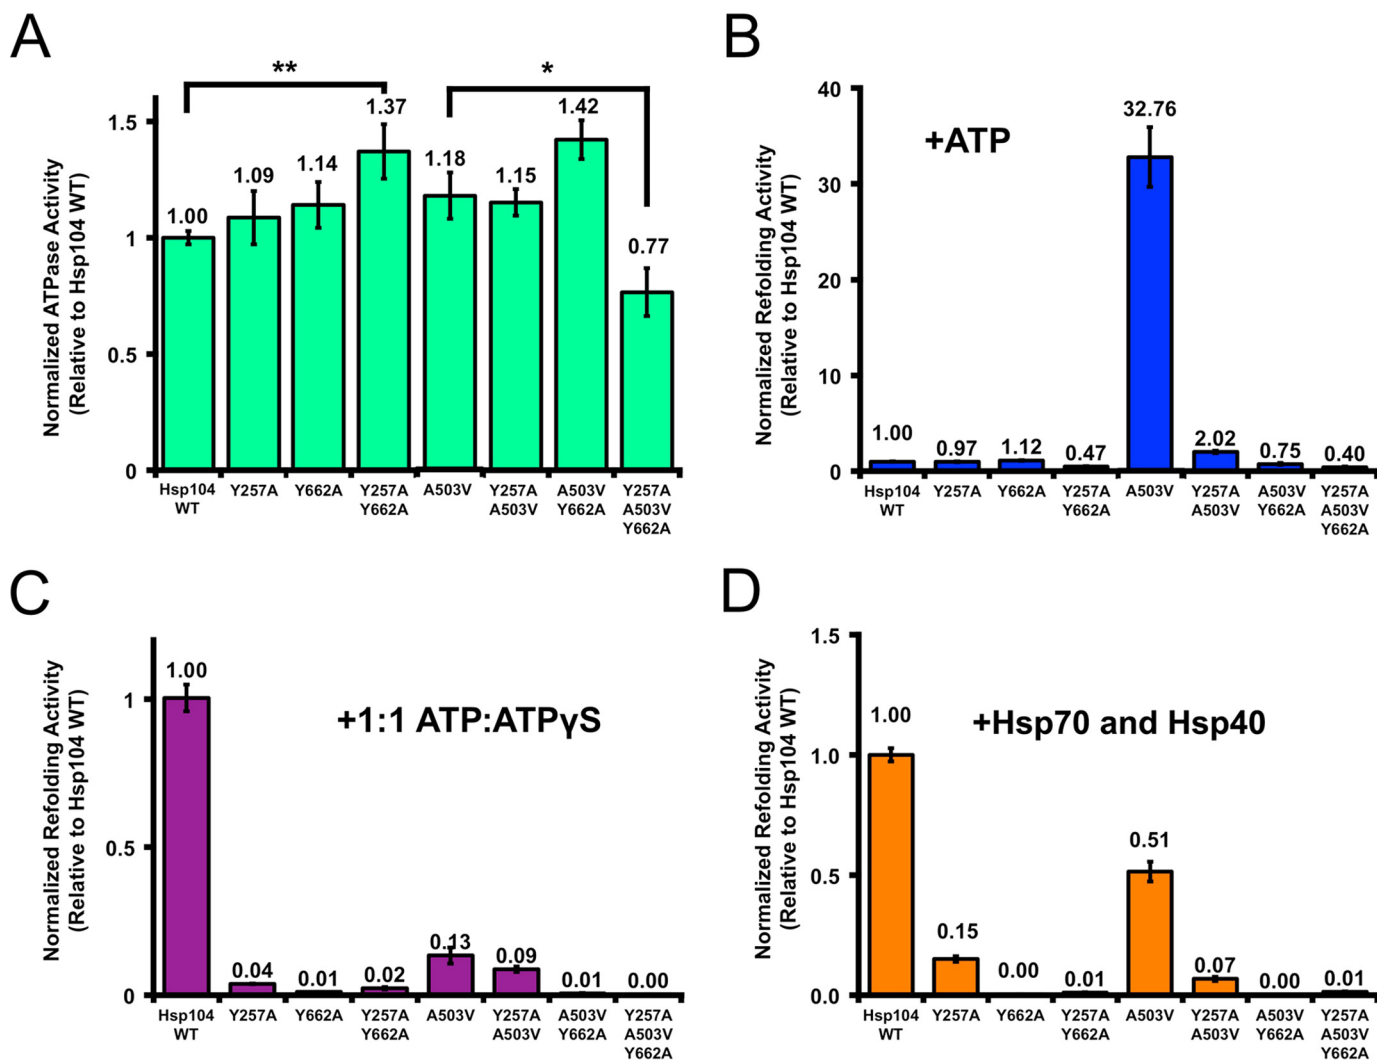 A
** *
1.00 1.09 1.14 1.37 1.18 1.15 1.42 0.77
Normalized ATPase Activity
(Relative to Hsp104 WT)
1.5
1
0.5
0
Hsp104 Y257A Y662A Y257A A503V Y257A A503V Y257A
WT Y662A A503V Y662A A503V
Y662A
B
+ATP
1.00 0.97 1.12 0.47 32.76 2.02 0.75 0.40
Normalized Refolding Activity
(Relative to Hsp104 WT)
40
30
20
10
0
Hsp104 Y257A Y662A Y257A A503V Y257A A503V Y257A
WT Y662A A503V Y662A A503V
Y662A
C
+1:1 ATP:ATPγS
1.00 0.04 0.01 0.02 0.13 0.09 0.01 0.00
Normalized Refolding Activity
(Relative to Hsp104 WT)
1
0.5
0
Hsp104 Y257A Y662A Y257A A503V Y257A A503V Y257A
WT Y662A A503V Y662A A503V
Y662A
D
+Hsp70 and Hsp40
1.00 0.15 0.00 0.01 0.51 0.07 0.00 0.01
Normalized Refolding Activity
(Relative to Hsp104 WT)
1.5
1.0
0.5
0.0
Hsp104 Y257A Y662A Y257A A503V Y257A A503V Y257A
WT Y662A A503V Y662A A503V
Y662A